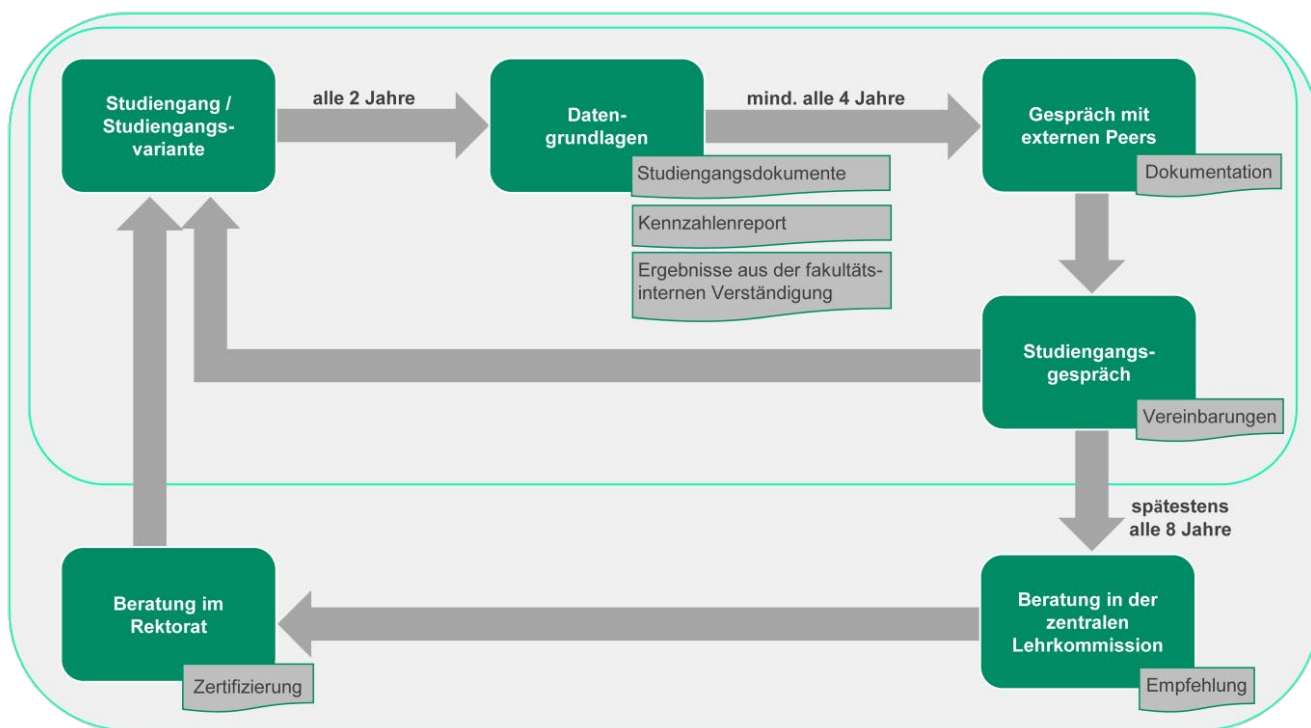 Studiengang /
Studiengangs-
variante
alle 2 Jahre
Daten-
grundlagen
Studiengangsdokumente
Kennzahlenreport
Ergebnisse aus der fakultäts-
internen Verständigung
mind. alle 4 Jahre
Gespräch mit
externen Peers
Dokumentation
Studiengangs-
gespräch
Vereinbarungen
spätestens
alle 8 Jahre
Beratung in der
zentralen
Lehrkommission
Empfehlung
Beratung im
Rektorat
Zertifizierung